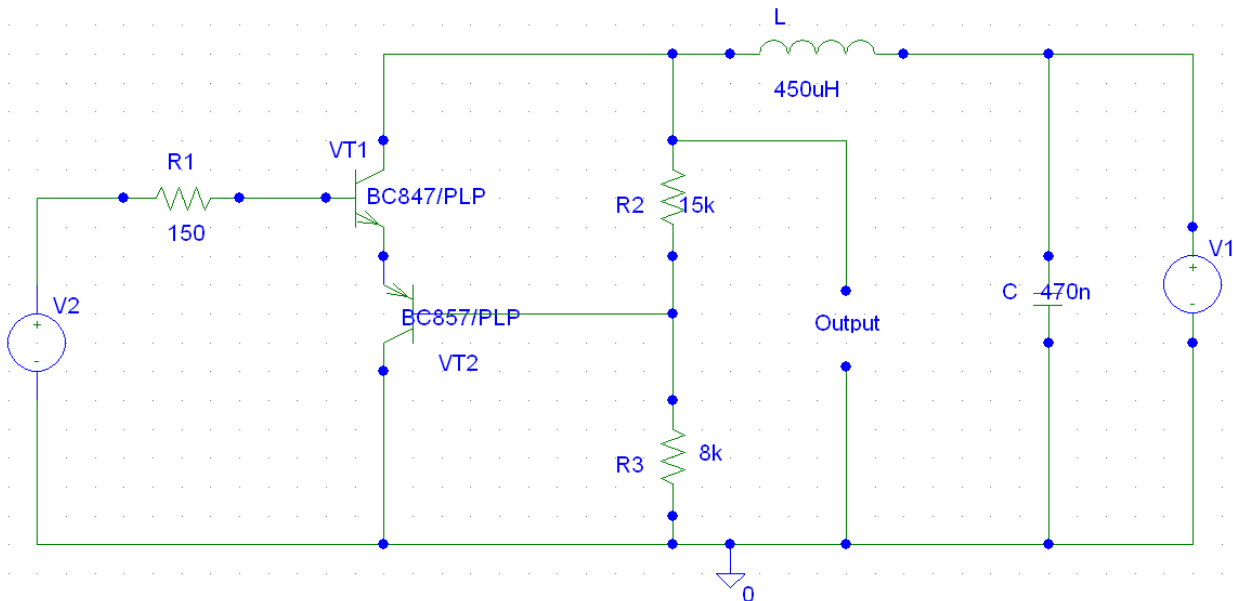 L
450uH
R1
150
VT1
BC847/PLP
R2 15k
V1
+
-
V2
+
-
BC857/PLP
VT2
Output
C 470n
R3
8k
0